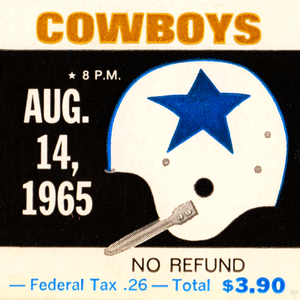 COWBOYS
★ 8 P.M.
AUG.
14,
1965
NO REFUND
— Federal Tax .26 — Total $3.90